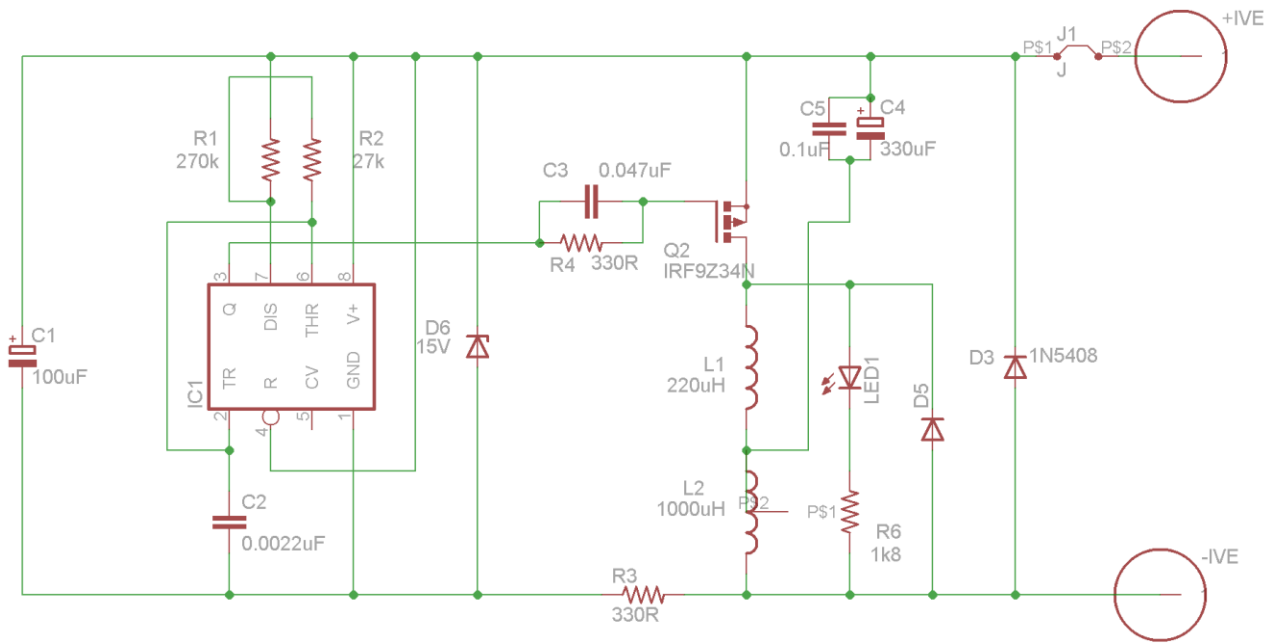 +IVE
J1
P$1
P$2
J
C5
0.1uF
+
C4
330uF
R1
270k
R2
27k
C3
0.047uF
R4
330R
Q2
IRF9Z34N
3
7
6
8
Q
DIS
THR
V+
TR
R
CV
GND
IC1
2
4
5
1
+
C1
100uF
D6
15V
L1
220uH
LED1
D5
D3
1N5408
L2
1000uH
P$2
P$1
R6
1k8
C2
0.0022uF
R3
330R
-IVE
1